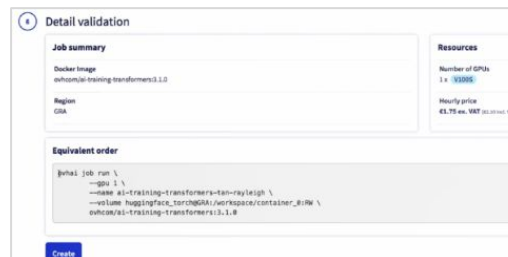 6 Detail validation
Job summary
Docker Image
ovhcom/ai-training-transformers:3.1.0
Region
GRA
Resources
Number of GPUs
1 x V100S
Hourly price
€1.75 ex. VAT
Equivalent order
ovhai job run \
--gpu 1 \
--name ai-training-transformers-tan-rayleigh \
--volume huggingface_torch@GRA:/workspace/container_0:RW \
ovhcom/ai-training-transformers:3.1.0
Create